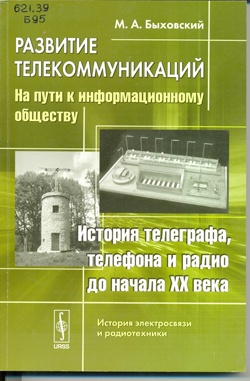 621.39
Б95
М. А. Быховский
РАЗВИТИЕ
ТЕЛЕКОММУНИКАЦИЙ
На пути к информационному
обществу
История телеграфа,
телефона и радио
до начала XX века
История электросвязи
и радиотехники
URSS